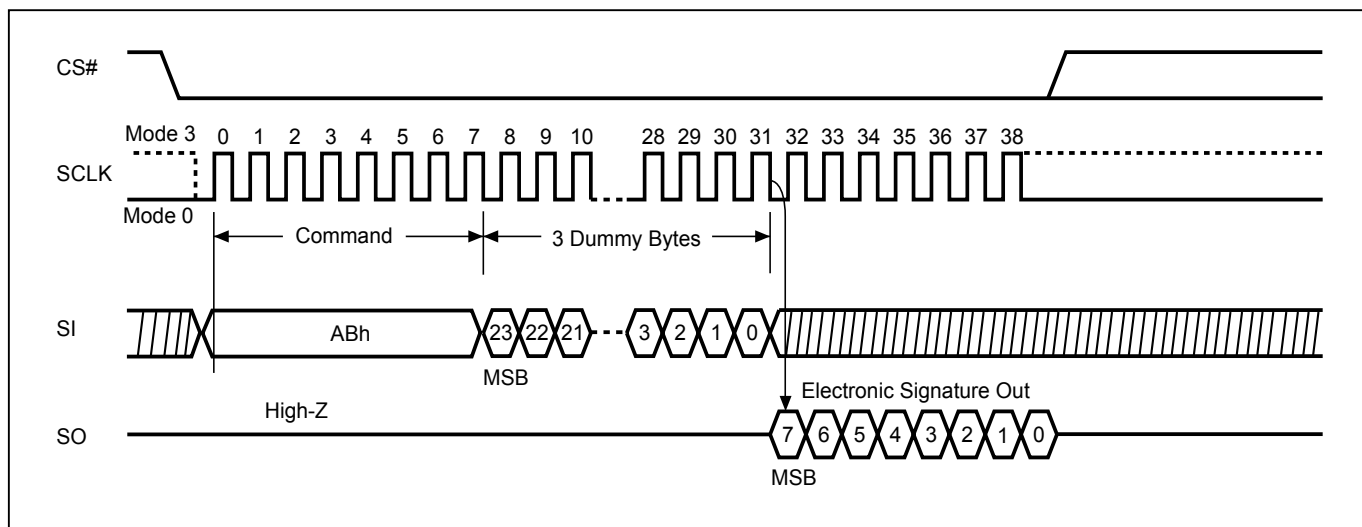 CS#
Mode 3
0 1 2 3 4 5 6 7 8 9 10 28 29 30 31 32 33 34 35 36 37 38
SCLK
Mode 0
Command
3 Dummy Bytes
SI
ABh
23 22 21 3 2 1 0
MSB
Electronic Signature Out
High-Z
SO
7 6 5 4 3 2 1 0
MSB